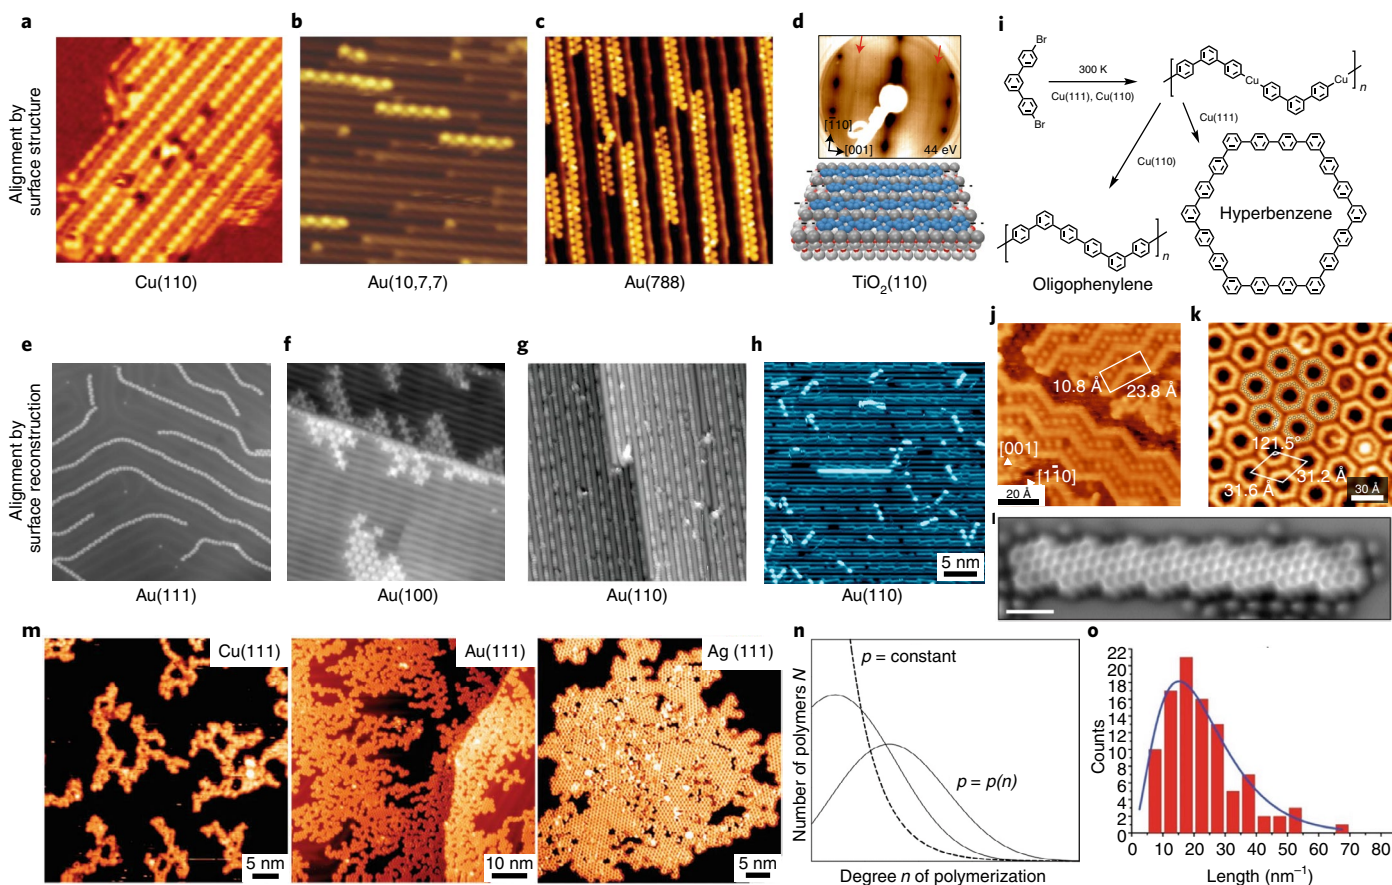 Alignment by
surface structure
a
Cu(110)
b
Au(10,7,7)
c
Au(788)
d
[1̄10]
[001]
44 eV
TiO₂(110)
i
Br
Br
300 K
Cu(111), Cu(110)
Cu
Cu
n
Cu(111)
Cu(110)
n
Oligophenylene
Hyperbenzene
Alignment by
surface reconstruction
e
Au(111)
f
Au(100)
g
Au(110)
h
5 nm
Au(110)
j
10.8 Å
23.8 Å
[001]
[11̄0]
20 Å
k
121.5°
31.2 Å
31.6 Å
30 Å
l
m
Cu(111)
5 nm
Au(111)
10 nm
Ag (111)
5 nm
n
Number of polymers N
p = constant
p = p(n)
Degree n of polymerization
o
Counts
22
20
18
16
14
12
10
8
6
4
2
0
0 10 20 30 40 50 60 70 80
Length (nm⁻¹)